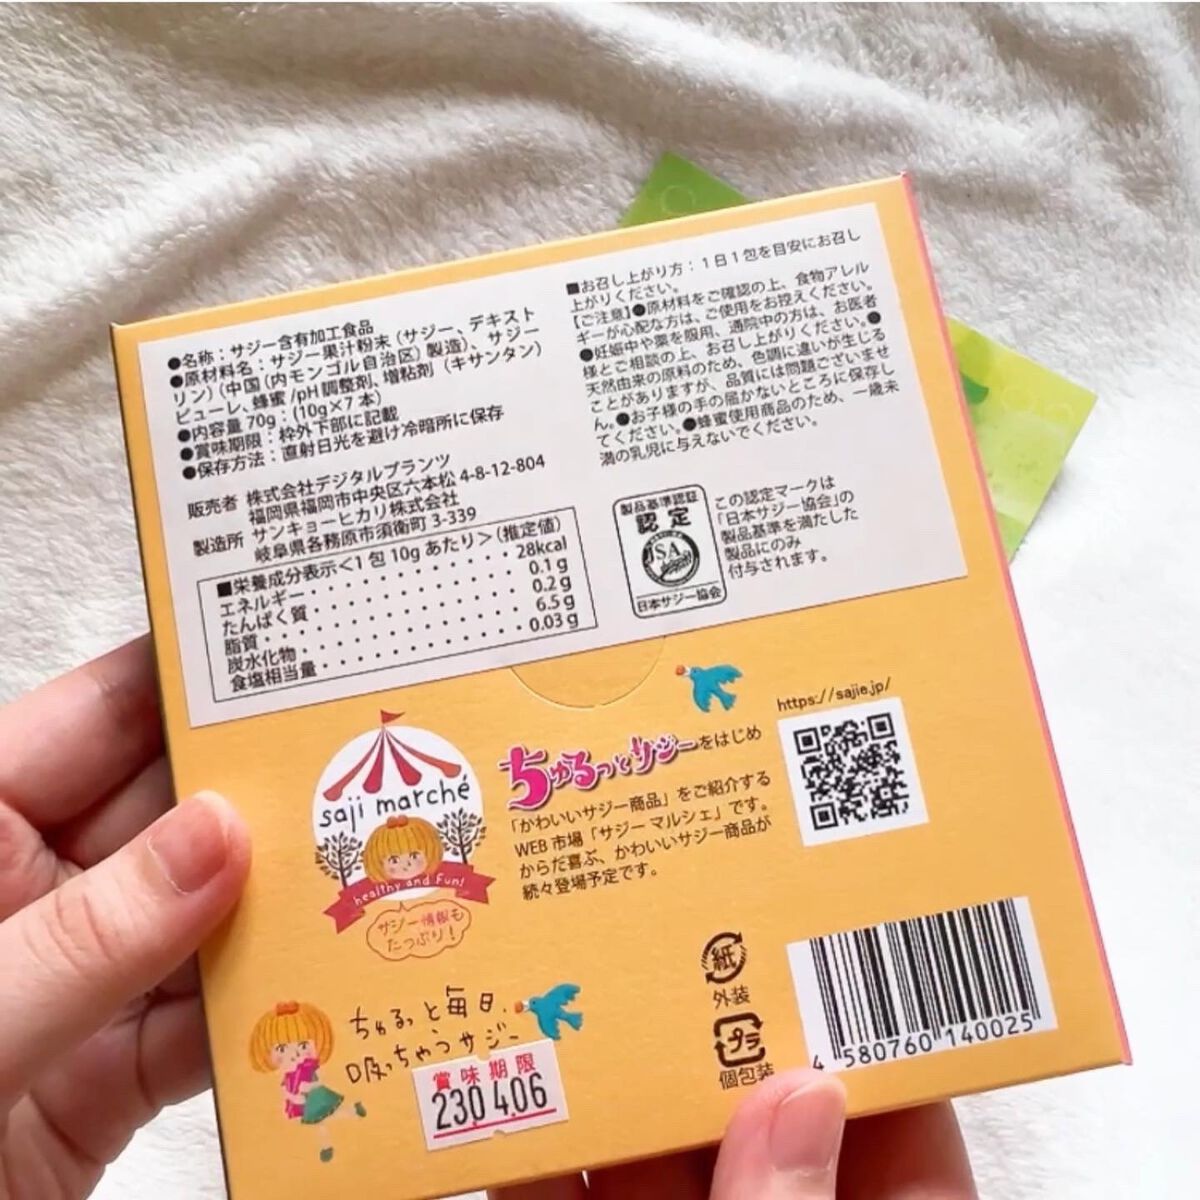 ●名称：サジー含有加工食品
●原材料名：サジー果汁粉末（サジー、デキスト
リン）（中国（内モンゴル自治区）製造）、サジー
ピューレ、蜂蜜/pH調整剤、増粘剤（キサンタン）
●内容量 70g：（10g×7本）
●賞味期限：枠外下部に記載
●保存方法：直射日光を避け冷暗所に保存
販売者 株式会社デジタルプランツ
福岡県福岡市中央区六本松 4-8-12-804
製造所 サンキョーヒカリ株式会社
岐阜県各務原市須衛町 3-339
■栄養成分表示＜1包 10g あたり＞（推定値）
エネルギー・・・・・・・・・・28kcal
たんぱく質・・・・・・・・・・0.1g
脂質・・・・・・・・・・0.2g
炭水化物・・・・・・・・・・6.5g
食塩相当量・・・・・・・・・・0.03g
■お召し上がり方：1日1包を目安にお召し
上がりください。
【ご注意】●原材料をご確認の上、食物アレル
ギーが心配な方は、ご使用をお控えください。
●妊娠中や薬を服用、通院中の方は、お医者
様とご相談の上、お召し上がりください。●
天然由来の原料のため、色調に違いが生じる
ことがありますが、品質には問題ございませ
ん。●お子様の手の届かないところに保存し
てください。●蜂蜜使用商品のため、一歳未
満の乳児に与えないでください。
製品基準認証
認定
JSA
日本サジー協会
この認定マークは
「日本サジー協会」の
製品基準を満たした
製品にのみ
付与されます。
https://sajie.jp/
saji marché
healthy and Fun!
サジー情報も
たっぷり！
ちゅるっとサジーをはじめ
「かわいいサジー商品」をご紹介する
WEB市場「サジー マルシェ」です。
からだ喜ぶ、かわいいサジー商品が
続々登場予定です。
ちゅるっと毎日、
吸っちゃうサジー
賞味期限
230406
紙
外装
プラ
個包装
4 580760 140025